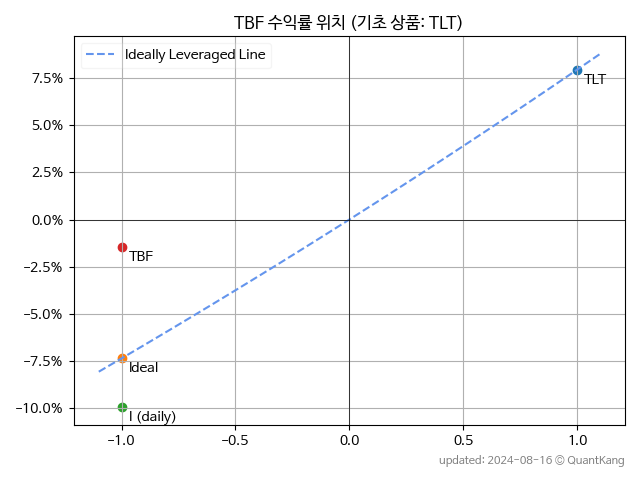 TBF 수익률 위치 (기초 상품: TLT)
Ideally Leveraged Line
7.5%
TLT
5.0%
2.5%
0.0%
TBF
−2.5%
−5.0%
−7.5%
Ideal
−10.0%
I (daily)
−1.0
−0.5
0.0
0.5
1.0
updated: 2024-08-16 © QuantKang